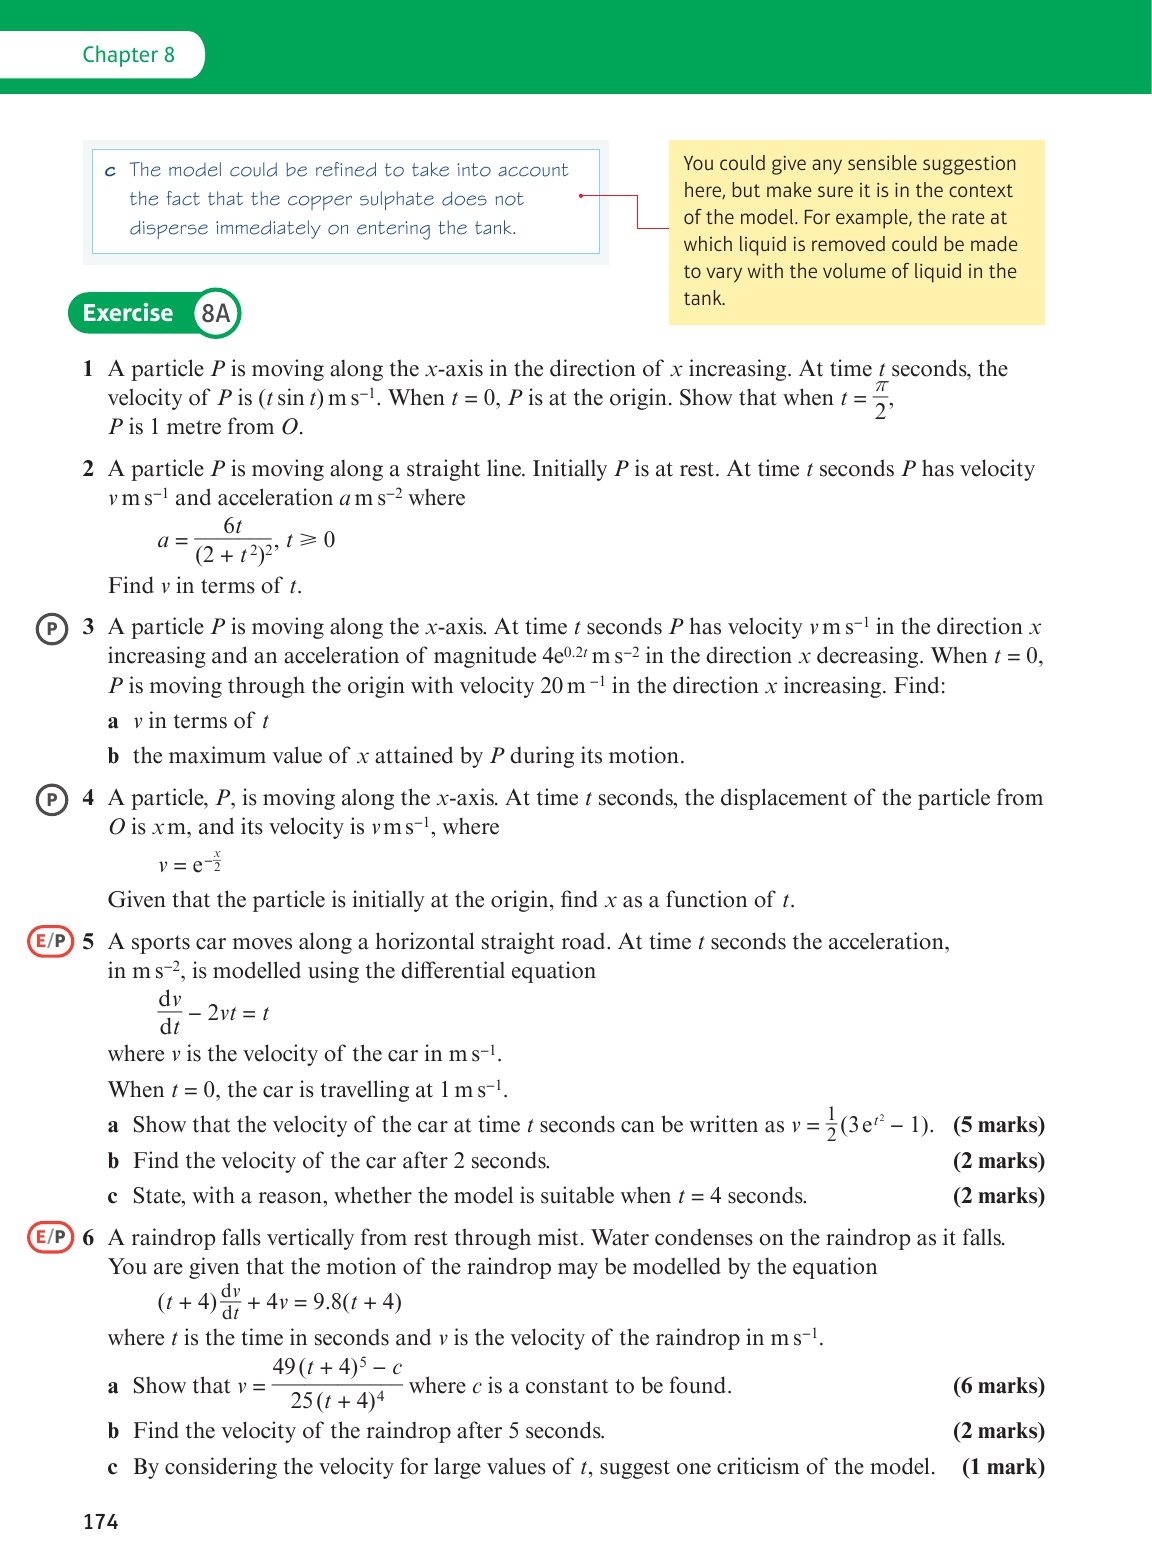 Chapter 8
c The model could be refined to take into account
the fact that the copper sulphate does not
disperse immediately on entering the tank.
You could give any sensible suggestion
here, but make sure it is in the context
of the model. For example, the rate at
which liquid is removed could be made
to vary with the volume of liquid in the
tank.
Exercise 8A
1 A particle P is moving along the x-axis in the direction of x increasing. At time t seconds, the
velocity of P is (t sin t) m s⁻¹. When t = 0, P is at the origin. Show that when t = π/2,
P is 1 metre from O.
2 A particle P is moving along a straight line. Initially P is at rest. At time t seconds P has velocity
v m s⁻¹ and acceleration a m s⁻² where
a = 6t/(2 + t²)², t ⩾ 0
Find v in terms of t.
P 3 A particle P is moving along the x-axis. At time t seconds P has velocity v m s⁻¹ in the direction x
increasing and an acceleration of magnitude 4e^(0.2t) m s⁻² in the direction x decreasing. When t = 0,
P is moving through the origin with velocity 20 m ⁻¹ in the direction x increasing. Find:
a v in terms of t
b the maximum value of x attained by P during its motion.
P 4 A particle, P, is moving along the x-axis. At time t seconds, the displacement of the particle from
O is x m, and its velocity is v m s⁻¹, where
v = e^(−x/2)
Given that the particle is initially at the origin, find x as a function of t.
E/P 5 A sports car moves along a horizontal straight road. At time t seconds the acceleration,
in m s⁻², is modelled using the differential equation
dv/dt − 2vt = t
where v is the velocity of the car in m s⁻¹.
When t = 0, the car is travelling at 1 m s⁻¹.
a Show that the velocity of the car at time t seconds can be written as v = 1/2(3e^(t²) − 1). (5 marks)
b Find the velocity of the car after 2 seconds. (2 marks)
c State, with a reason, whether the model is suitable when t = 4 seconds. (2 marks)
E/P 6 A raindrop falls vertically from rest through mist. Water condenses on the raindrop as it falls.
You are given that the motion of the raindrop may be modelled by the equation
(t + 4)dv/dt + 4v = 9.8(t + 4)
where t is the time in seconds and v is the velocity of the raindrop in m s⁻¹.
a Show that v = (49(t + 4)⁵ − c)/(25(t + 4)⁴) where c is a constant to be found. (6 marks)
b Find the velocity of the raindrop after 5 seconds. (2 marks)
c By considering the velocity for large values of t, suggest one criticism of the model. (1 mark)
174